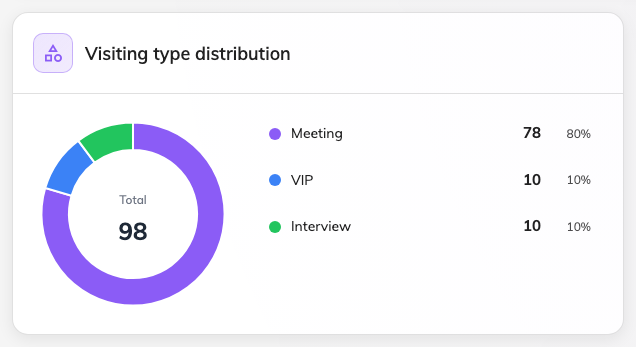 Visiting type distribution
Total
98
Meeting 78 80%
VIP 10 10%
Interview 10 10%